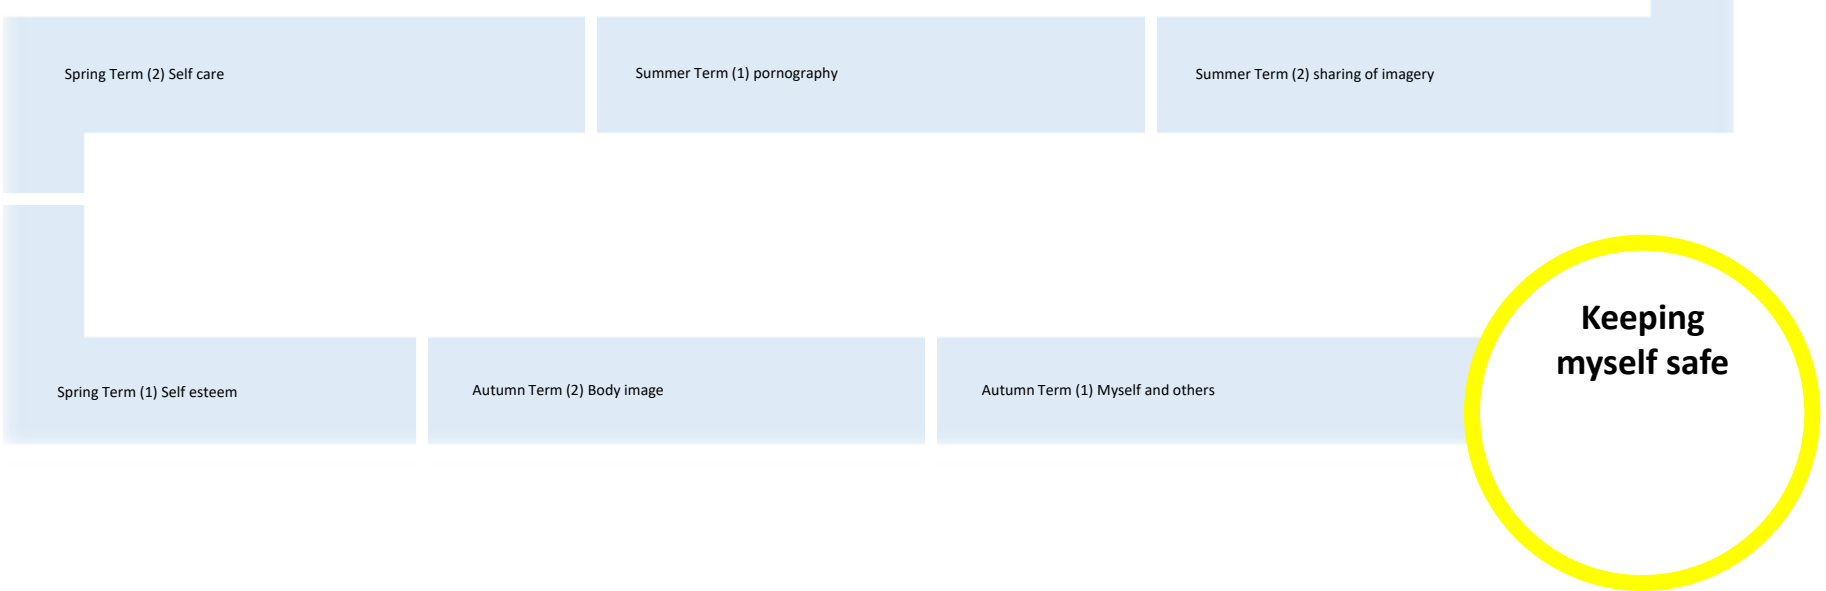 Spring Term (2) Self care
Summer Term (1) pornography
Summer Term (2) sharing of imagery
Keeping
myself safe
Spring Term (1) Self esteem
Autumn Term (2) Body image
Autumn Term (1) Myself and others